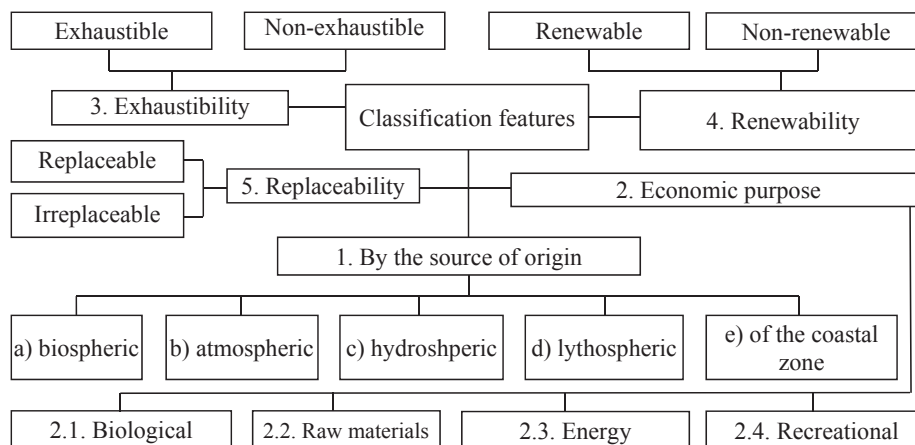 Exhaustible
Non-exhaustible
Renewable
Non-renewable
3. Exhaustibility
Classification features
4. Renewability
Replaceable
5. Replaceability
2. Economic purpose
Irreplaceable
1. By the source of origin
a) biospheric
b) atmospheric
c) hydroshperic
d) lythospheric
e) of the coastal
zone
2.1. Biological
2.2. Raw materials
2.3. Energy
2.4. Recreational